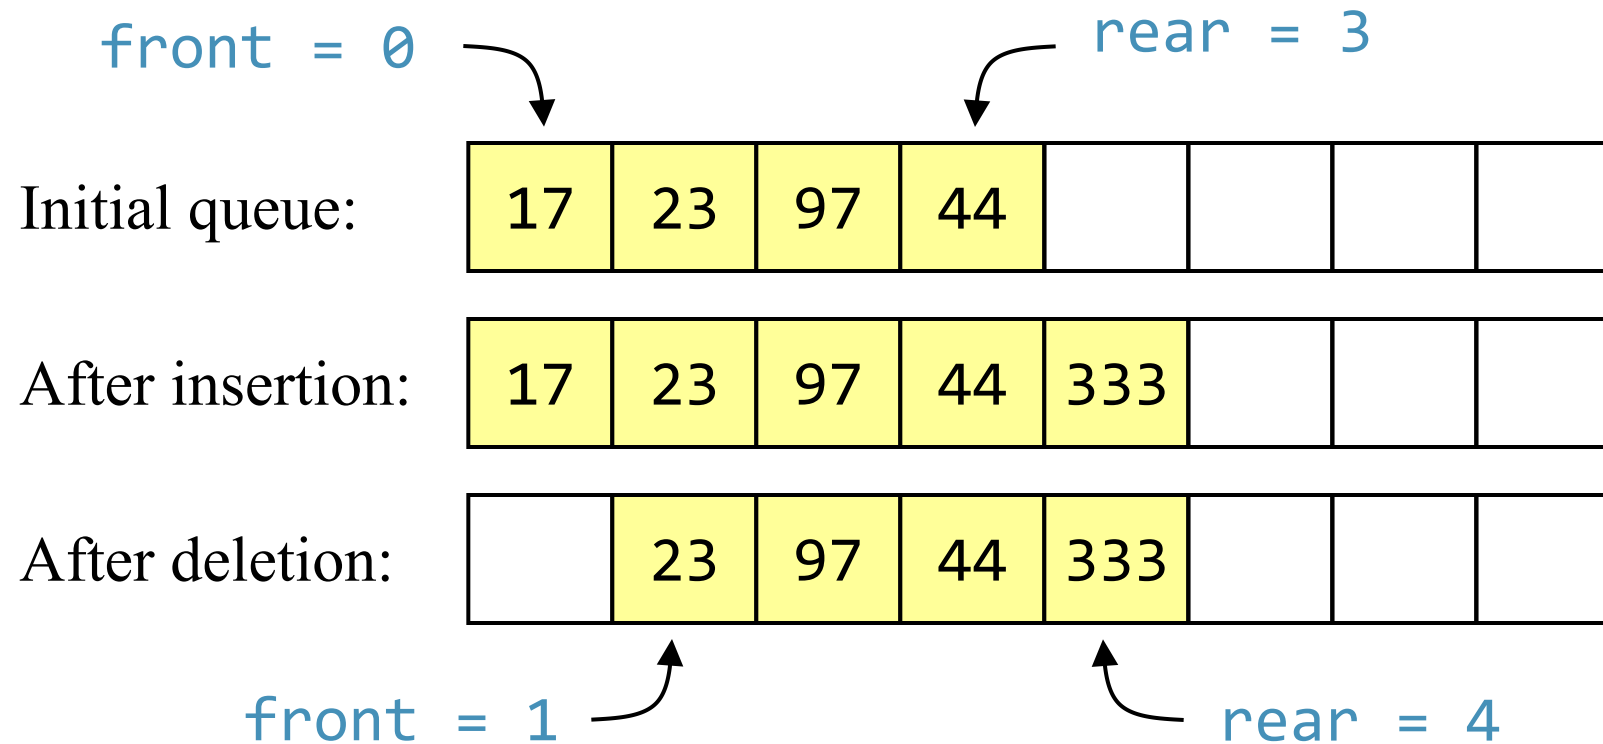 front = 0 rear = 3
Initial queue: 17 23 97 44
After insertion: 17 23 97 44 333
After deletion: 23 97 44 333
front = 1 rear = 4